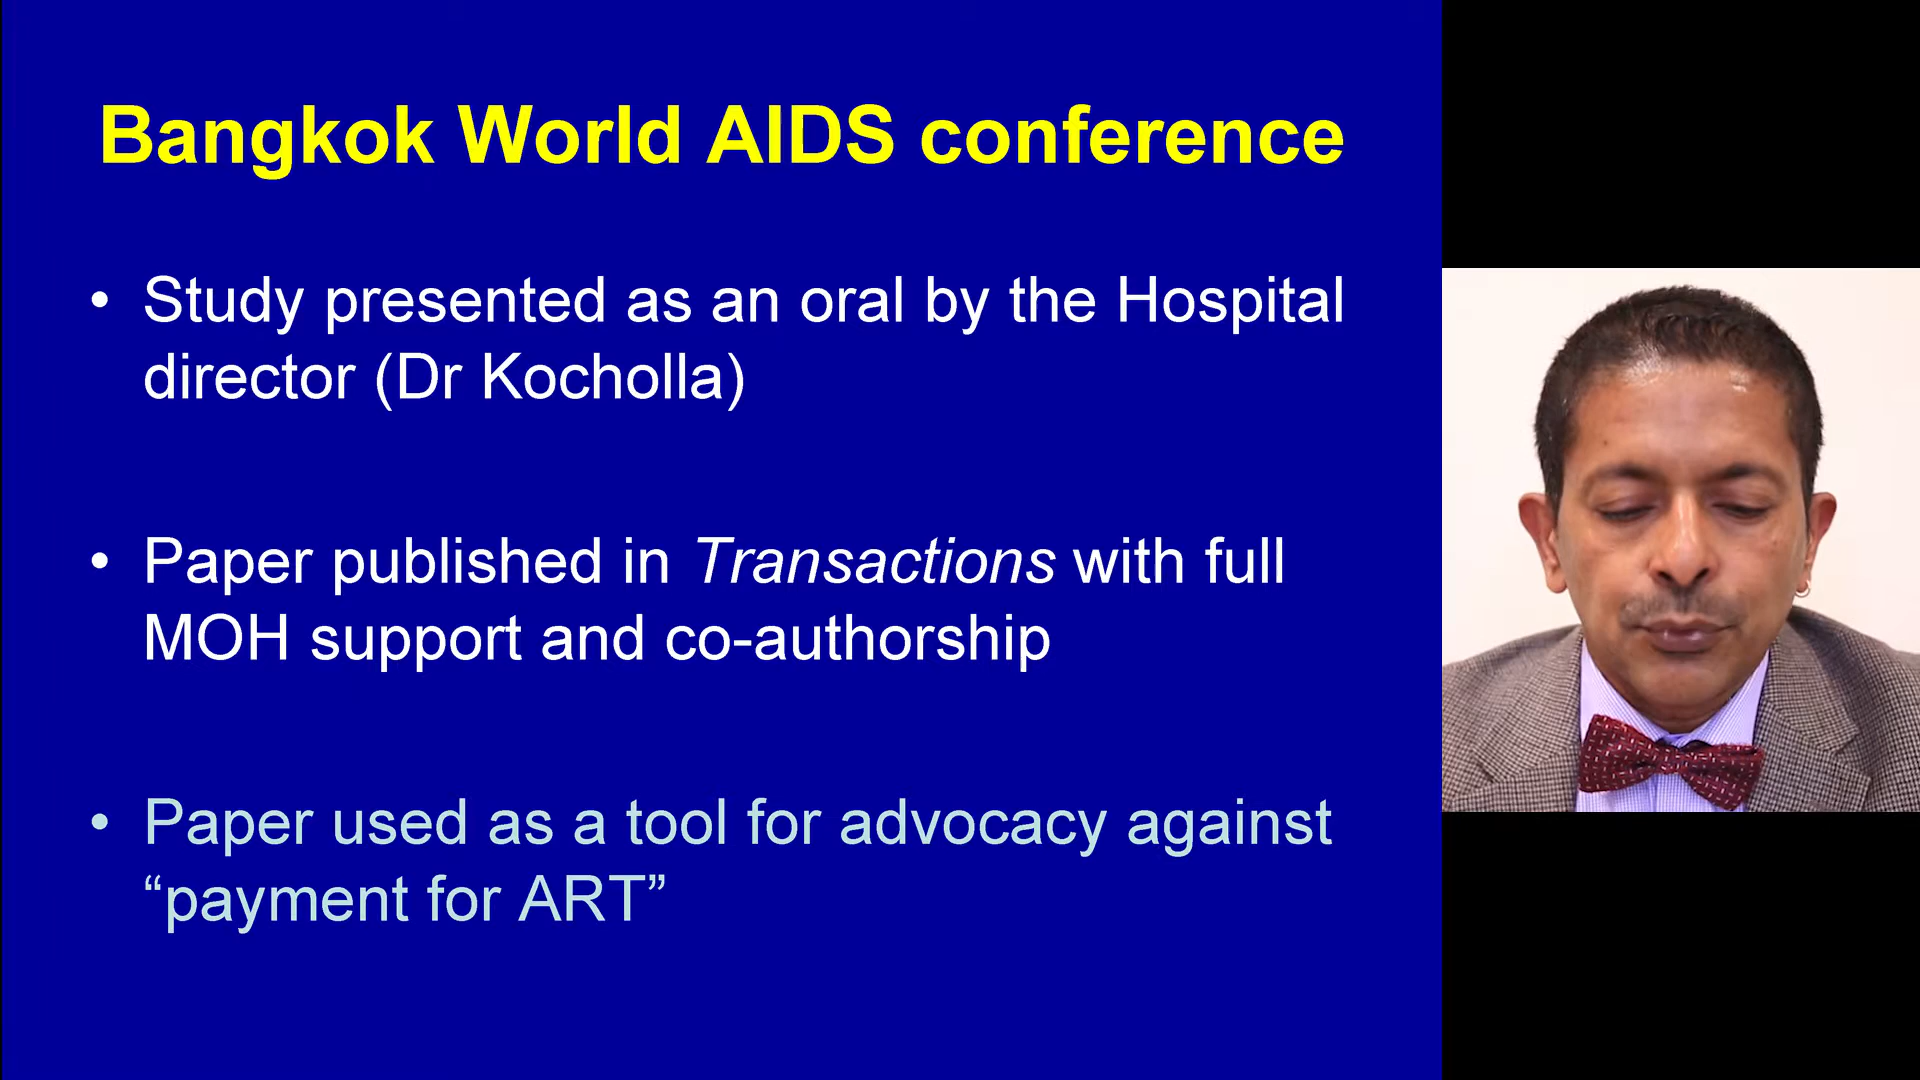 Bangkok World AIDS conference
• Study presented as an oral by the Hospital
director (Dr Kocholla)
• Paper published in Transactions with full
MOH support and co-authorship
• Paper used as a tool for advocacy against
“payment for ART”